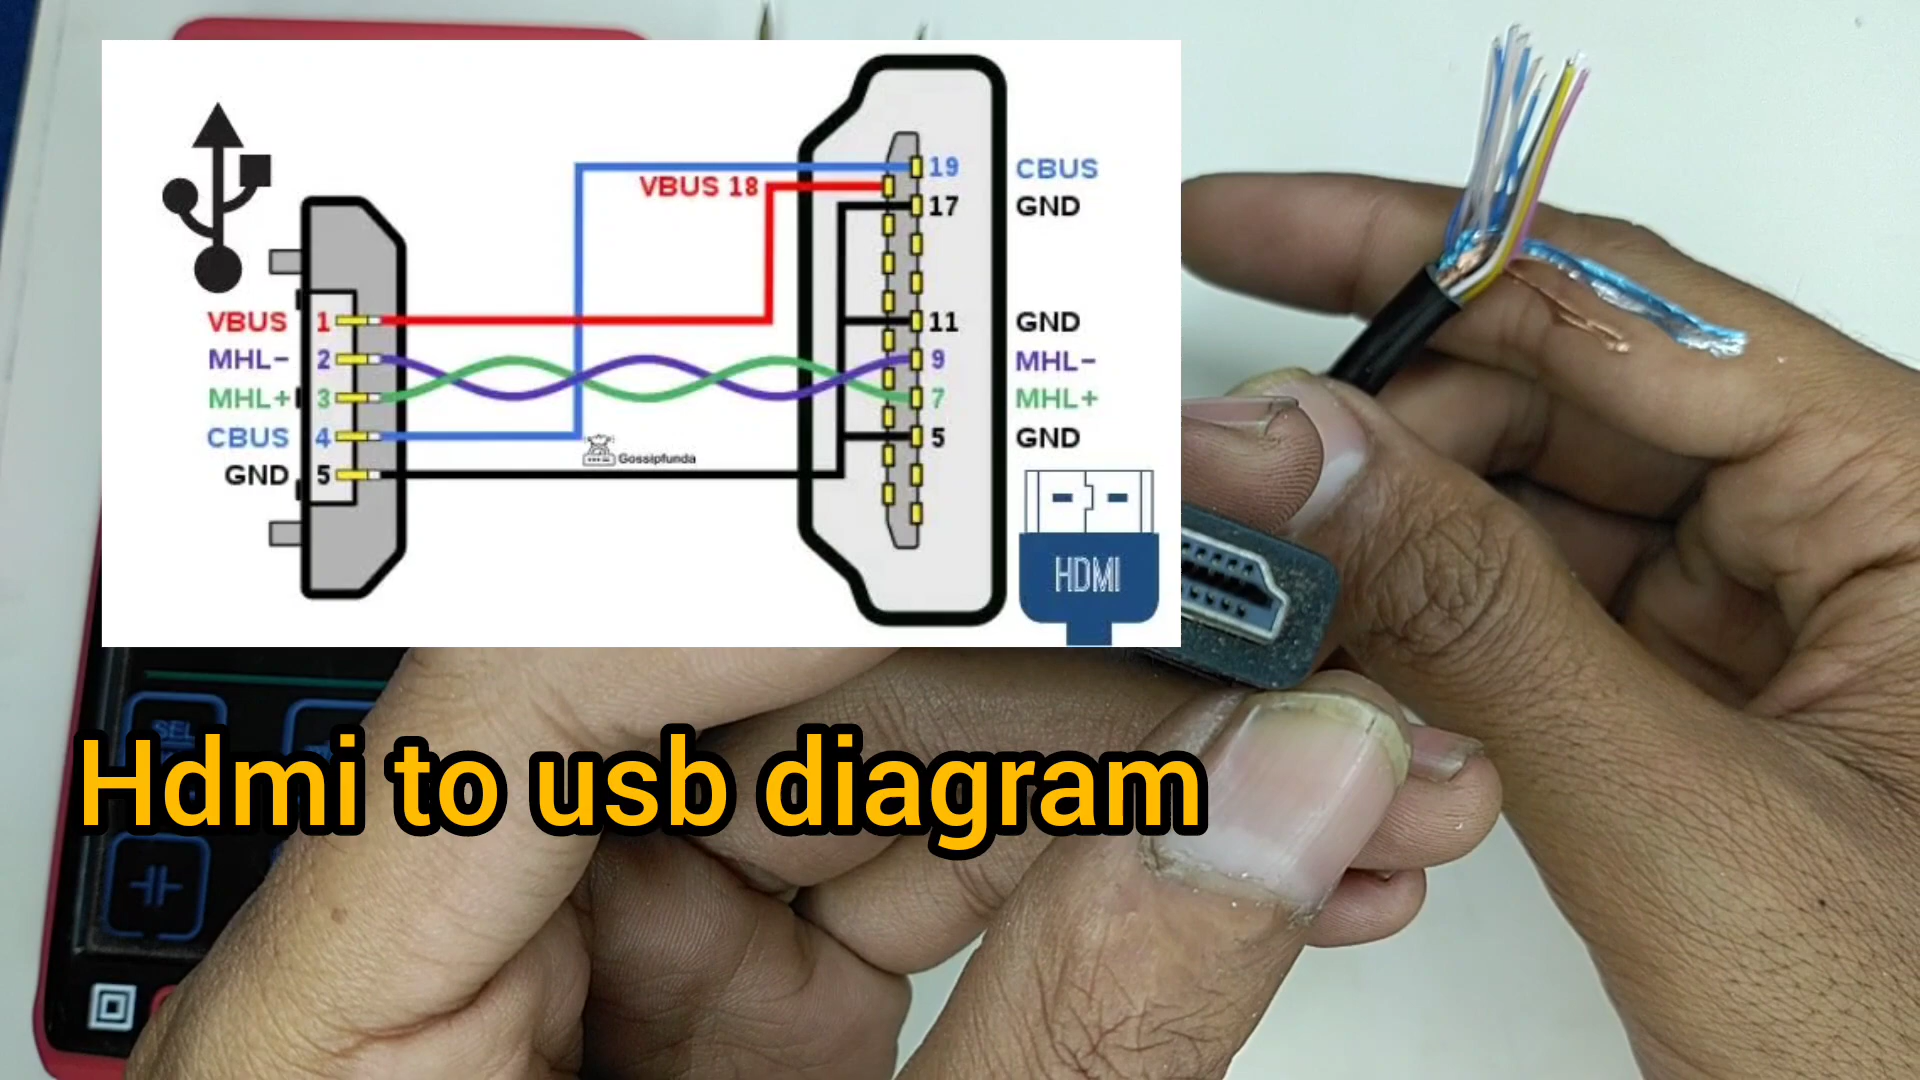 19 CBUS
VBUS 18
17 GND
VBUS 1
11 GND
MHL− 2
9 MHL−
MHL+ 3
7 MHL+
CBUS 4
5 GND
Gossipfunda
GND 5
HDMI
SEL
Hdmi to usb diagram